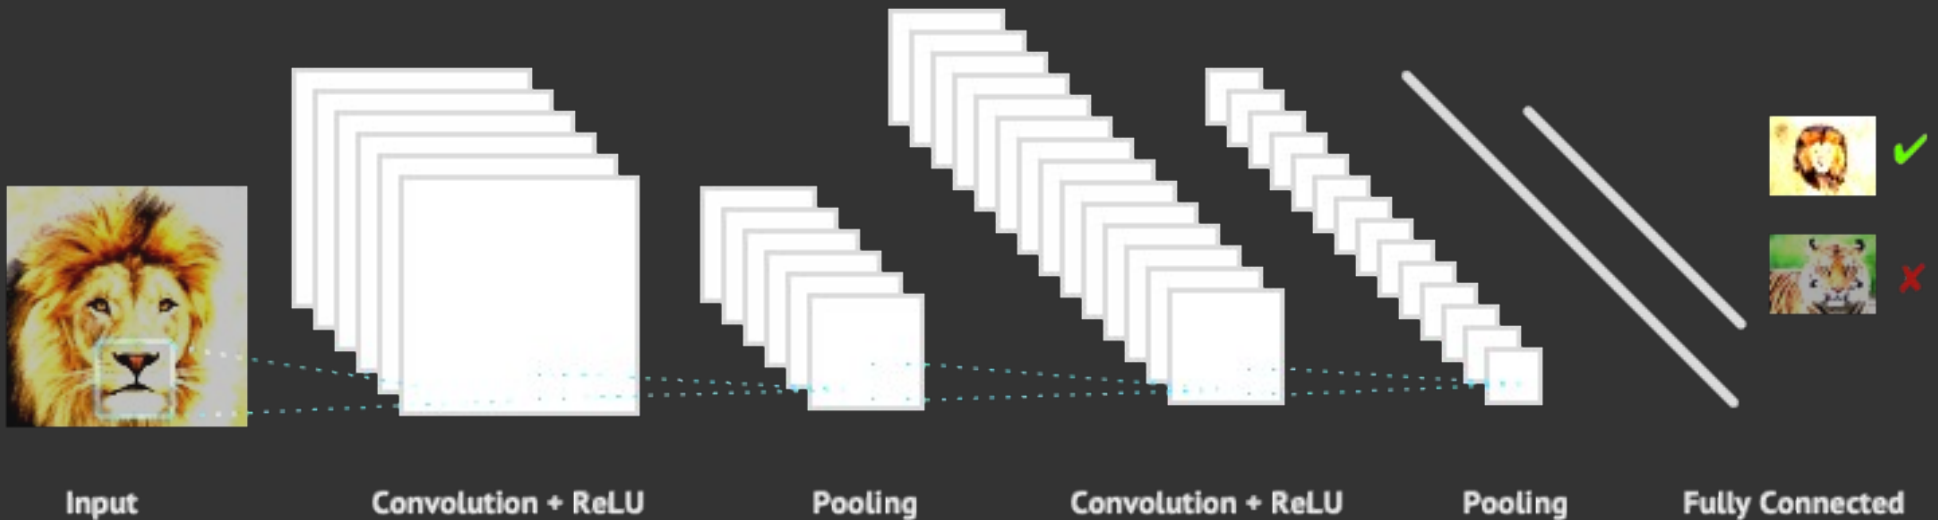 Input
Convolution + ReLU
Pooling
Convolution + ReLU
Pooling
Fully Connected